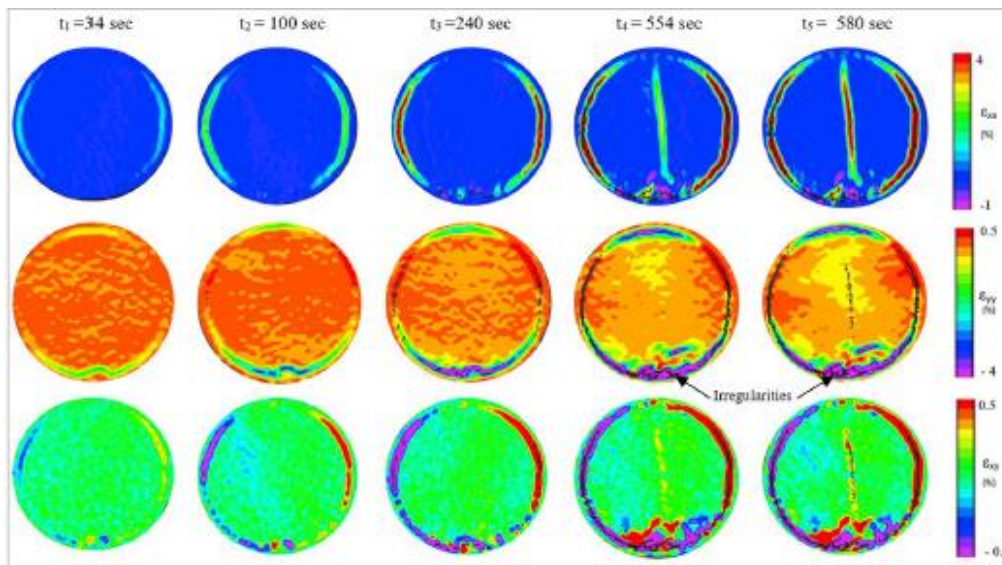 t₁ =34 sec t₂ = 100 sec t₃ =240 sec t₄ = 554 sec t₅ = 580 sec
4
εxx
(%)
-1
0.5
εyy
(%)
- 4
Irregularities
0.5
(%)